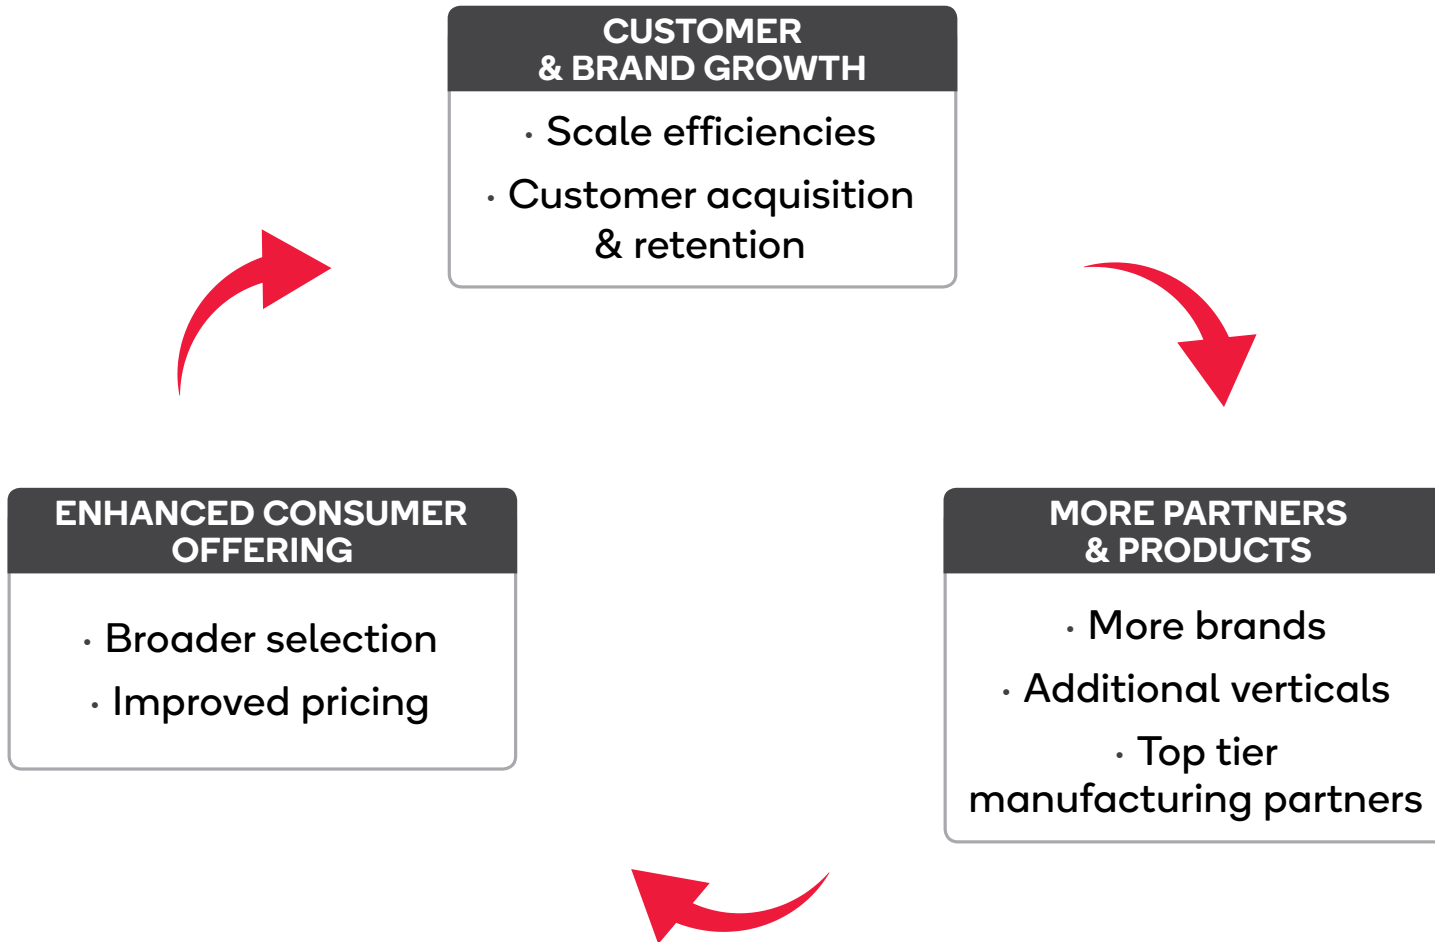 CUSTOMER
& BRAND GROWTH
· Scale efficiencies
· Customer acquisition
& retention
ENHANCED CONSUMER
OFFERING
· Broader selection
· Improved pricing
MORE PARTNERS
& PRODUCTS
· More brands
· Additional verticals
· Top tier
manufacturing partners